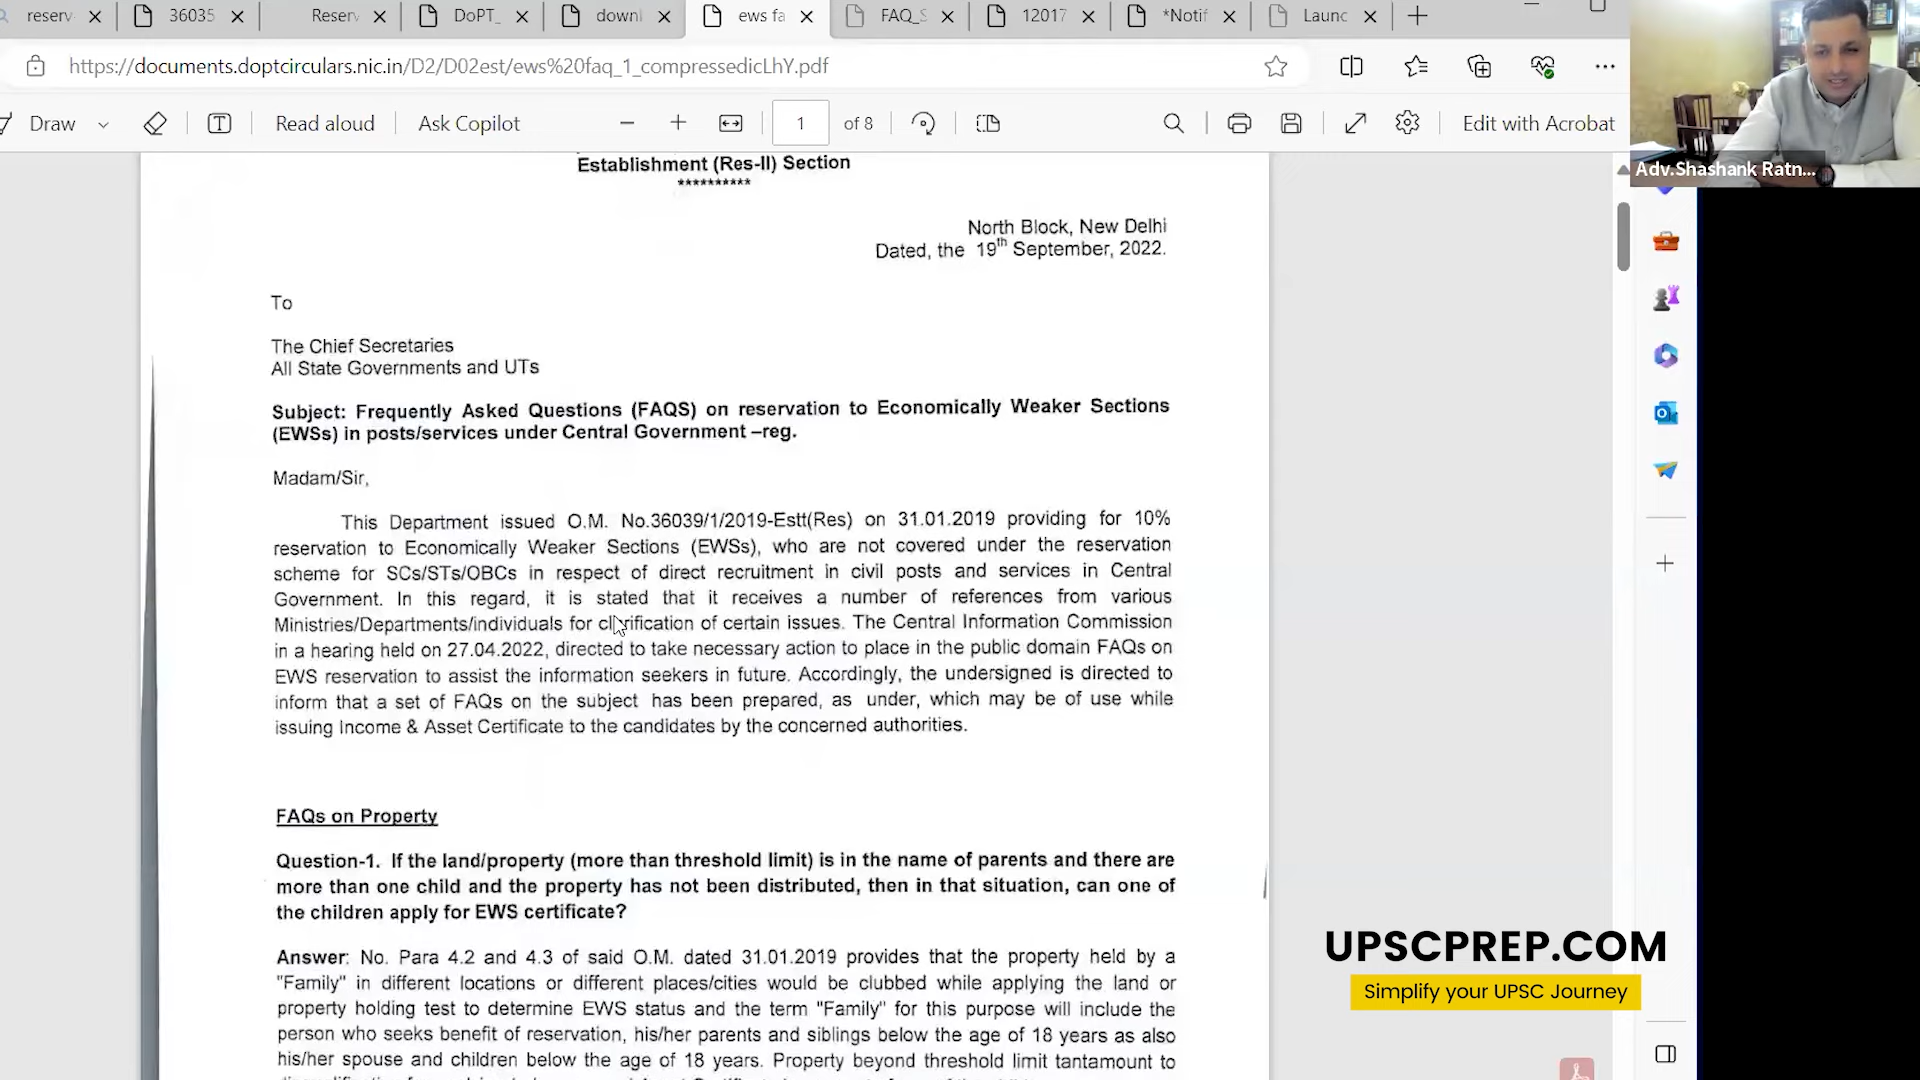 reserv
36035
Reserv
DoPT_
downl
ews fa
FAQ_S
12017
*Notif
Launc
https://documents.doptcirculars.nic.in/D2/D02est/ews%20faq_1_compressedicLhY.pdf
Draw
Read aloud
Ask Copilot
1 of 8
Edit with Acrobat
Adv.Shashank Ratn...
Establishment (Res-II) Section
**********
North Block, New Delhi
Dated, the 19th September, 2022.
To
The Chief Secretaries
All State Governments and UTs
Subject: Frequently Asked Questions (FAQS) on reservation to Economically Weaker Sections
(EWSs) in posts/services under Central Government –reg.
Madam/Sir,
This Department issued O.M. No.36039/1/2019-Estt(Res) on 31.01.2019 providing for 10%
reservation to Economically Weaker Sections (EWSs), who are not covered under the reservation
scheme for SCs/STs/OBCs in respect of direct recruitment in civil posts and services in Central
Government. In this regard, it is stated that it receives a number of references from various
Ministries/Departments/individuals for clarification of certain issues. The Central Information Commission
in a hearing held on 27.04.2022, directed to take necessary action to place in the public domain FAQs on
EWS reservation to assist the information seekers in future. Accordingly, the undersigned is directed to
inform that a set of FAQs on the subject has been prepared, as under, which may be of use while
issuing Income & Asset Certificate to the candidates by the concerned authorities.
FAQs on Property
Question-1. If the land/property (more than threshold limit) is in the name of parents and there are
more than one child and the property has not been distributed, then in that situation, can one of
the children apply for EWS certificate?
Answer: No. Para 4.2 and 4.3 of said O.M. dated 31.01.2019 provides that the property held by a
"Family" in different locations or different places/cities would be clubbed while applying the land or
property holding test to determine EWS status and the term "Family" for this purpose will include the
person who seeks benefit of reservation, his/her parents and siblings below the age of 18 years as also
his/her spouse and children below the age of 18 years. Property beyond threshold limit tantamount to
UPSCPREP.COM
Simplify your UPSC Journey